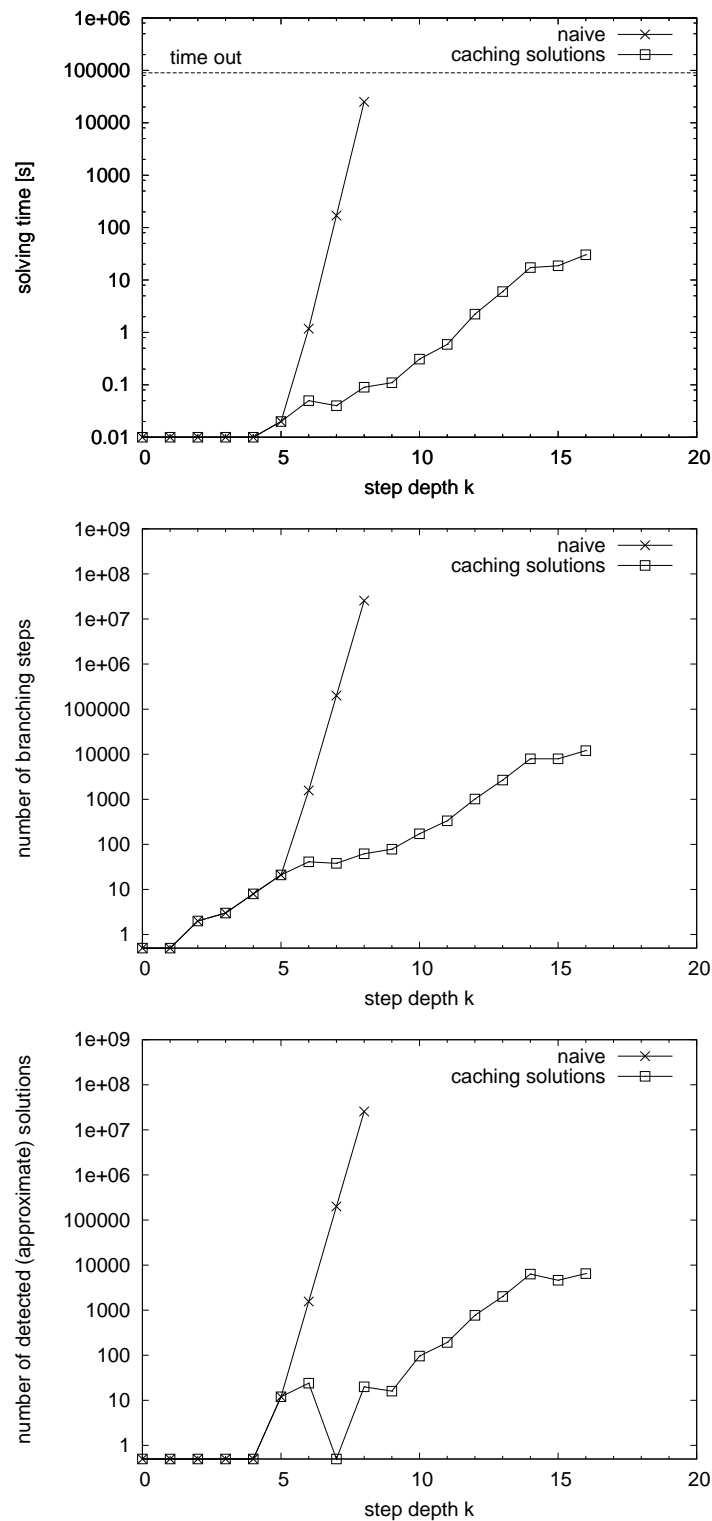 1e+06
100000
10000
1000
100
10
1
0.1
0.01
time out
naive
caching solutions
solving time [s]
0 5 10 15 20
step depth k
1e+09
1e+08
1e+07
1e+06
100000
10000
1000
100
10
1
naive
caching solutions
number of branching steps
0 5 10 15 20
step depth k
1e+09
1e+08
1e+07
1e+06
100000
10000
1000
100
10
1
naive
caching solutions
number of detected (approximate) solutions
0 5 10 15 20
step depth k